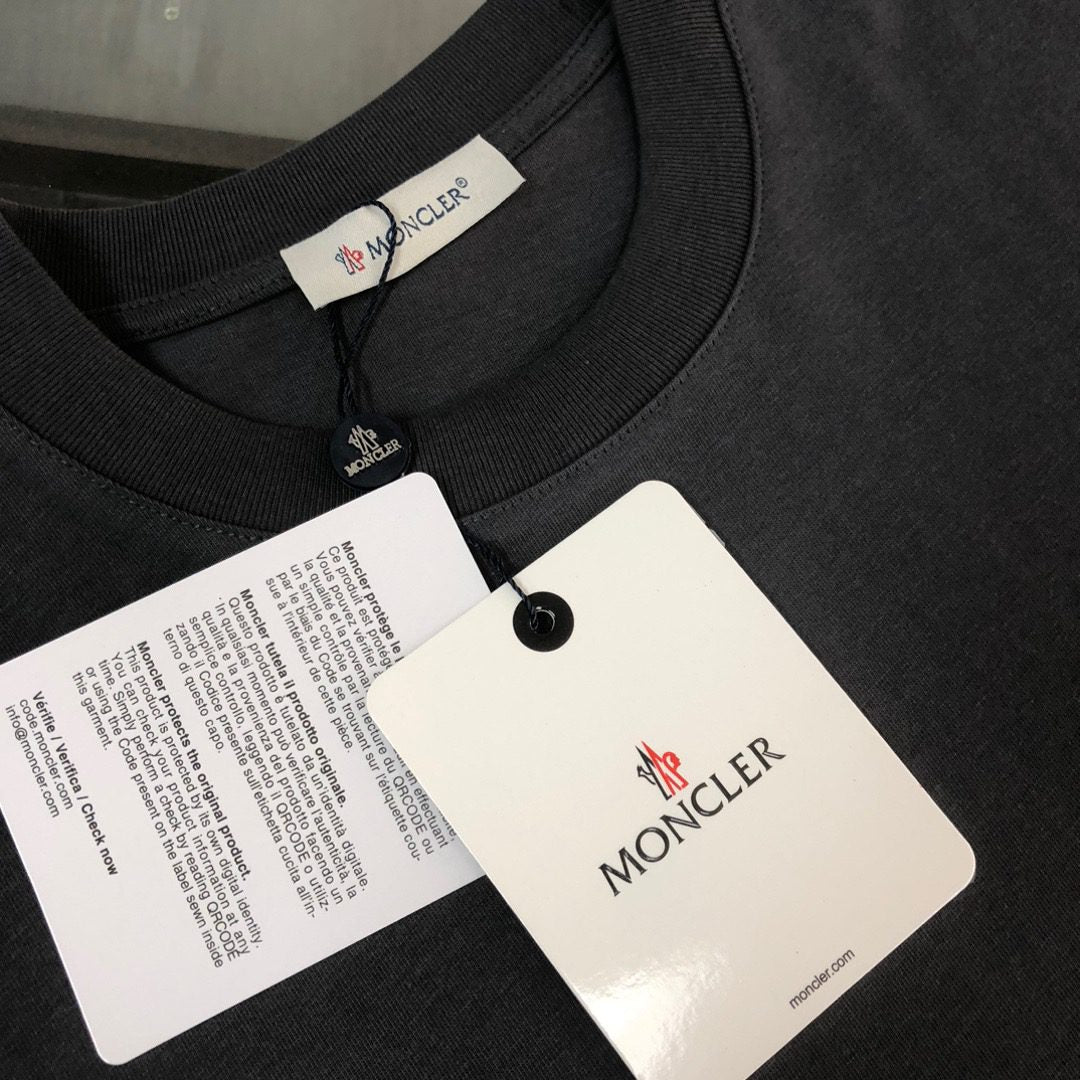 MONCLER®
MONCLER
Moncler protège le
Ce produit est protégé
Vous pouvez vérifier à
la qualité et la provenan
un simple contrôle par la lecture du QRCODE ou
par le biais du Code se trouvant sur l'étiquette cou-
sue à l'intérieur de cette pièce.
en effectuant
Moncler tutela il prodotto originale.
Questo prodotto è tutelato da un'identità digitale.
In qualsiasi momento può verificare l'autenticità, la
qualità e la provenienza del prodotto facendo un
semplice controllo, leggendo il QRCODE o utiliz-
zando il Codice presente sull'etichetta cucita all'in-
terno di questo capo.
Moncler protects the original product.
This product is protected by its own digital identity.
You can check your product information at any
time. Simply perform a check by reading QRCODE
or using the Code present on the label sewn inside
this garment.
Vérifie / Verifica / Check now
code.moncler.com
info@moncler.com
MONCLER
moncler.com